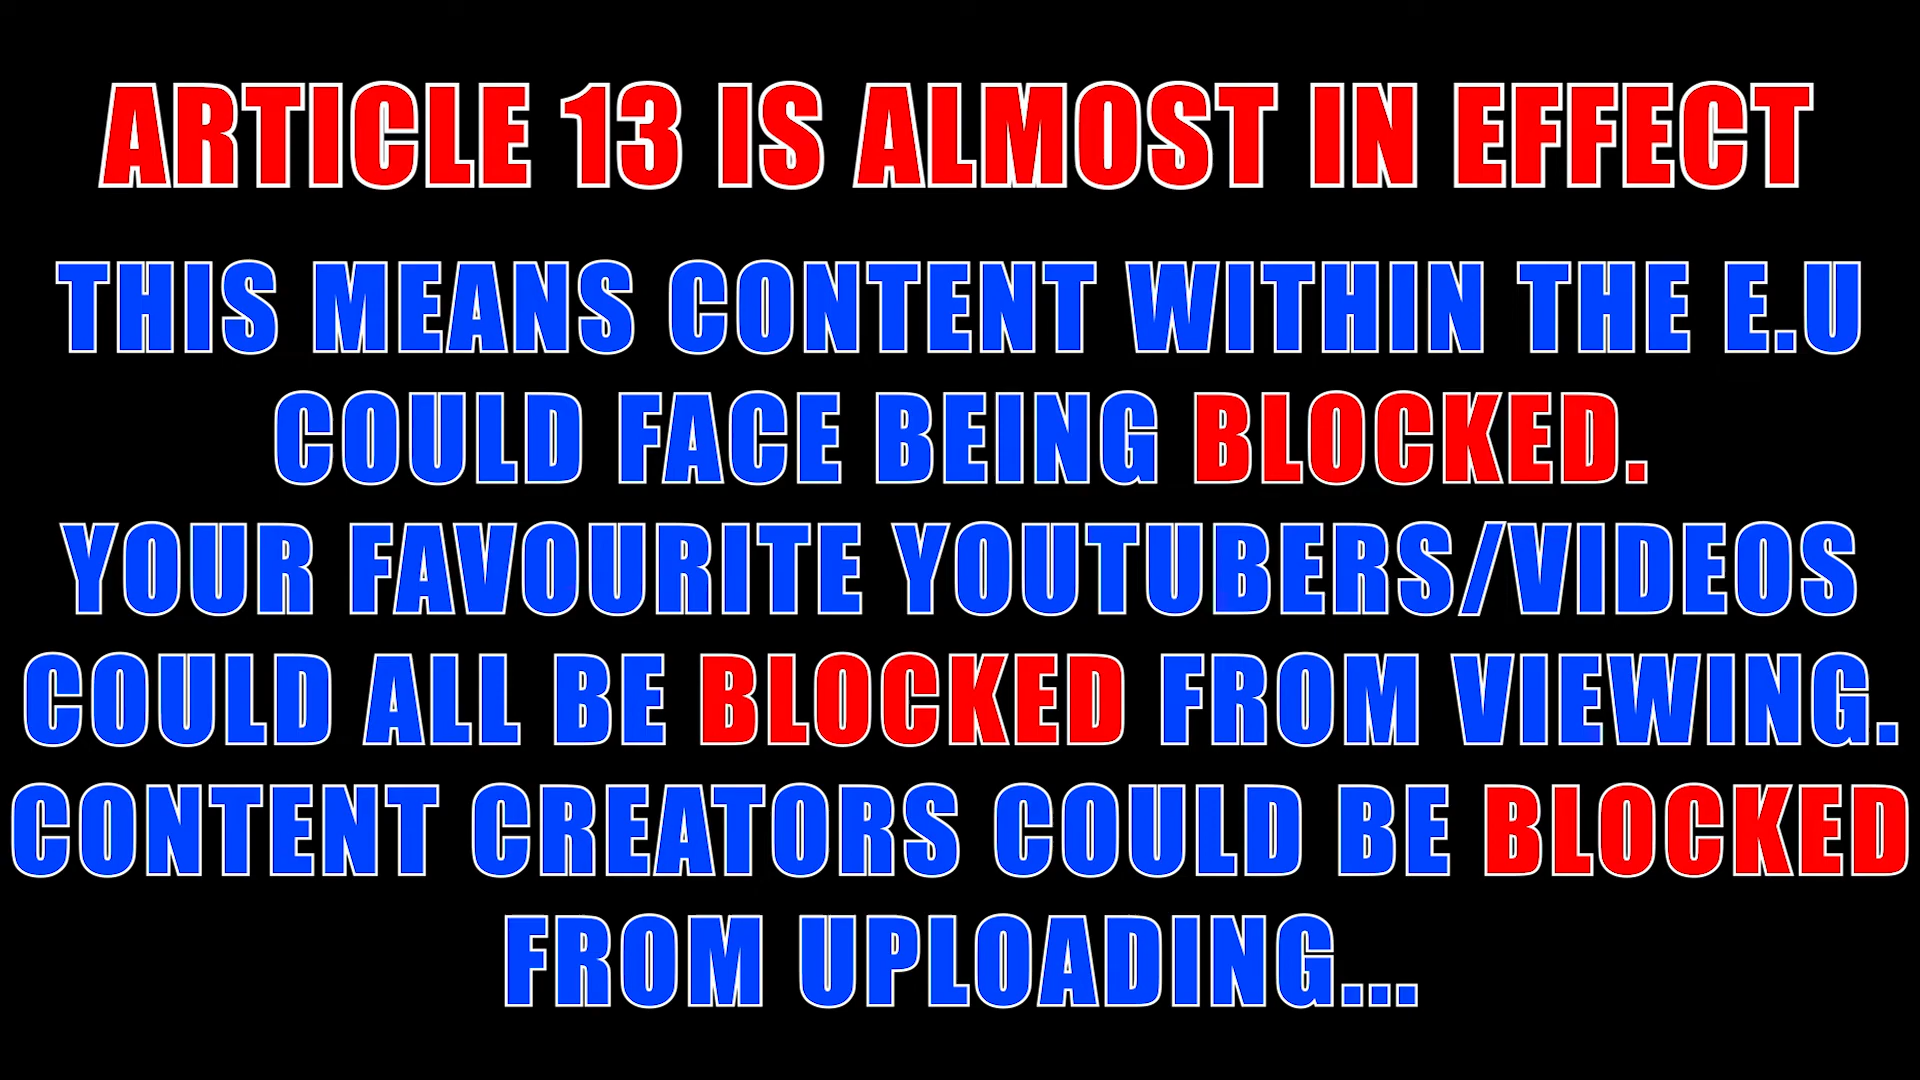 ARTICLE 13 IS ALMOST IN EFFECT
THIS MEANS CONTENT WITHIN THE E.U
COULD FACE BEING BLOCKED.
YOUR FAVOURITE YOUTUBERS/VIDEOS
COULD ALL BE BLOCKED FROM VIEWING.
CONTENT CREATORS COULD BE BLOCKED
FROM UPLOADING...